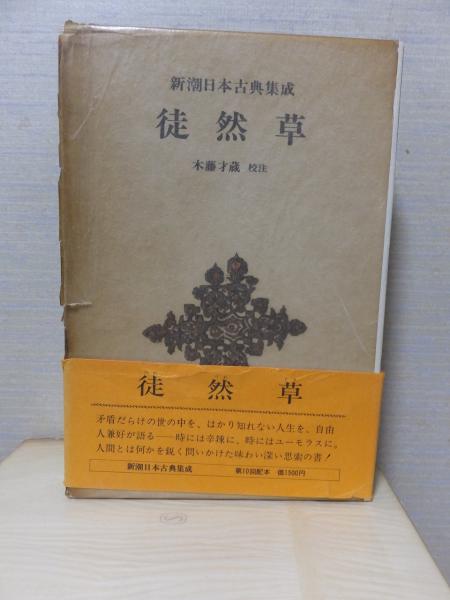 新潮日本古典集成
徒然草
木藤才蔵 校注
徒然草
矛盾だらけの世の中を、はかり知れない人生を、自由
人兼好が語る――時には辛辣に、時にはユーモラスに。
人間とは何かを鋭く問いかけた味わい深い思索の書！
新潮日本古典集成 第10回配本 価1500円